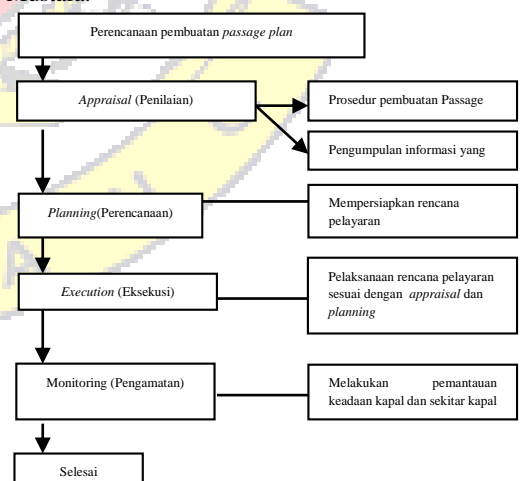 Perencanaan pembuatan passage plan
Appraisal (Penilaian)
Prosedur pembuatan Passage
Pengumpulan informasi yang
Planning(Perencanaan)
Mempersiapkan rencana
pelayaran
Execution (Eksekusi)
Pelaksanaan rencana pelayaran
sesuai dengan appraisal dan
planning
Monitoring (Pengamatan)
Melakukan pemantauan
keadaan kapal dan sekitar kapal
Selesai